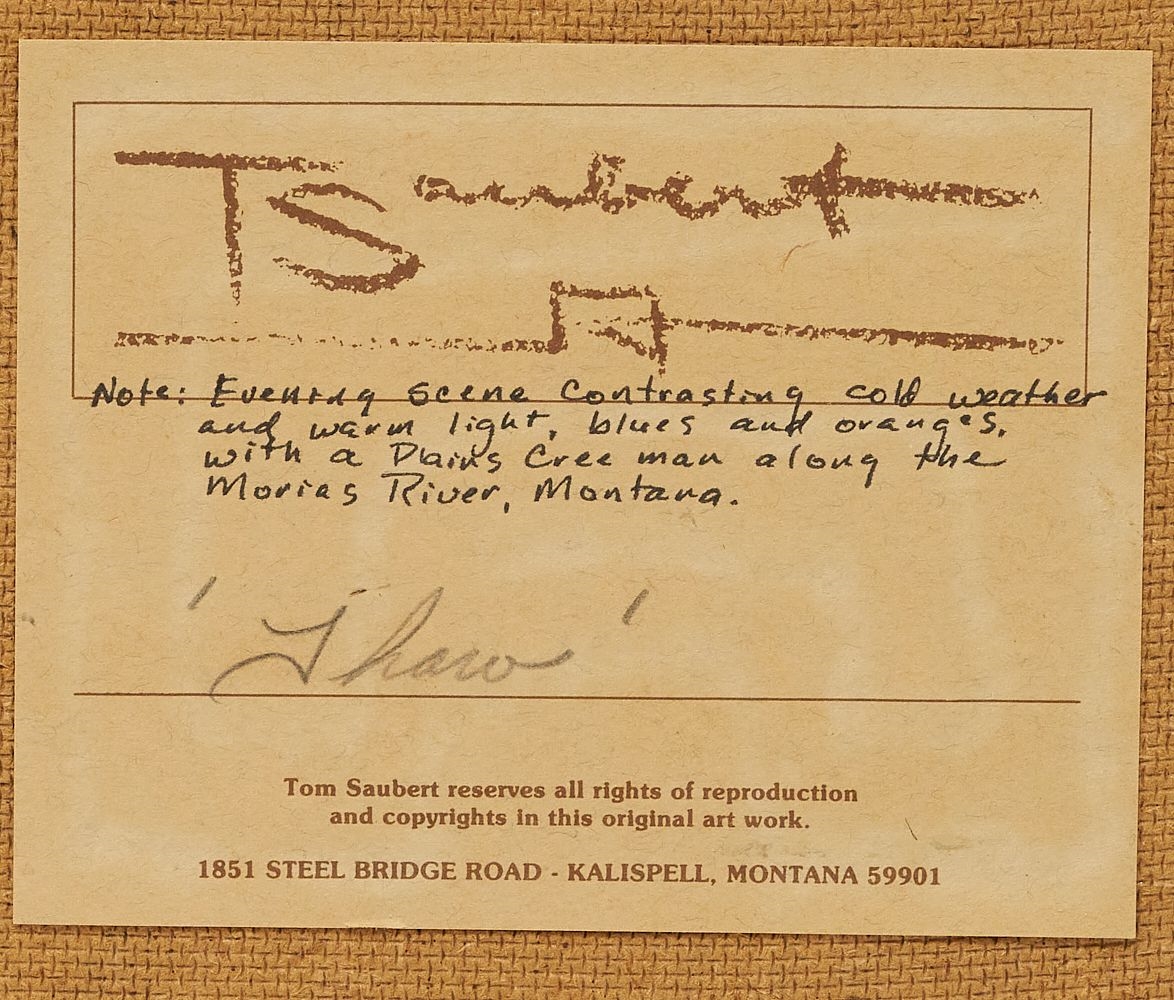 TSaubert
Note: Evening scene Contrasting cold weather
and warm light, blues and oranges.
with a Plains Cree man along the
Morias River, Montana.
'Thaw'
Tom Saubert reserves all rights of reproduction
and copyrights in this original art work.
1851 STEEL BRIDGE ROAD - KALISPELL, MONTANA 59901